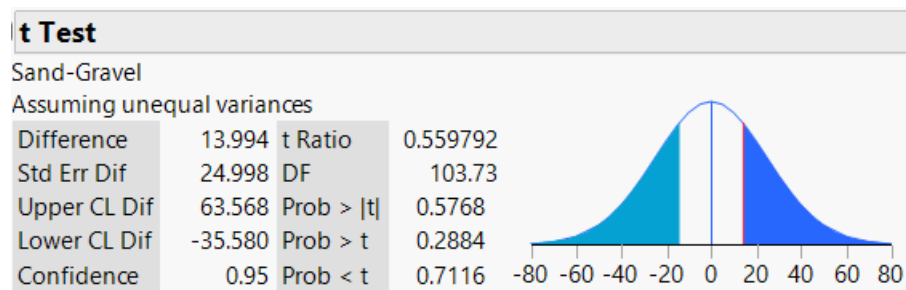 t Test
Sand-Gravel
Assuming unequal variances
Difference 13.994 t Ratio 0.559792
Std Err Dif 24.998 DF 103.73
Upper CL Dif 63.568 Prob > |t| 0.5768
Lower CL Dif -35.580 Prob > t 0.2884
Confidence 0.95 Prob < t 0.7116
-80 -60 -40 -20 0 20 40 60 80